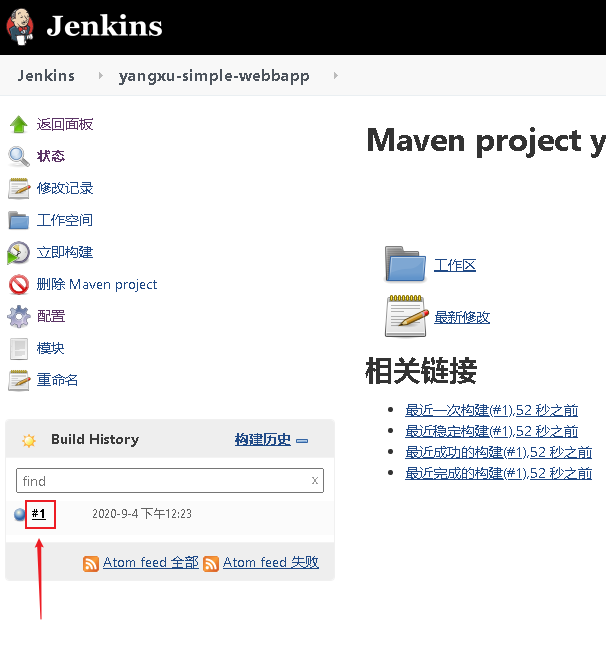 Jenkins
Jenkins yangxu-simple-webbapp
返回面板
状态
修改记录
工作空间
立即构建
删除 Maven project
配置
模块
重命名
Build History 构建历史
find x
#1 2020-9-4 下午12:23
Atom feed 全部 Atom feed 失败
Maven project y
工作区
最新修改
相关链接
最近一次构建(#1),52 秒之前
最近稳定构建(#1),52 秒之前
最近成功的构建(#1),52 秒之前
最近完成的构建(#1),52 秒之前